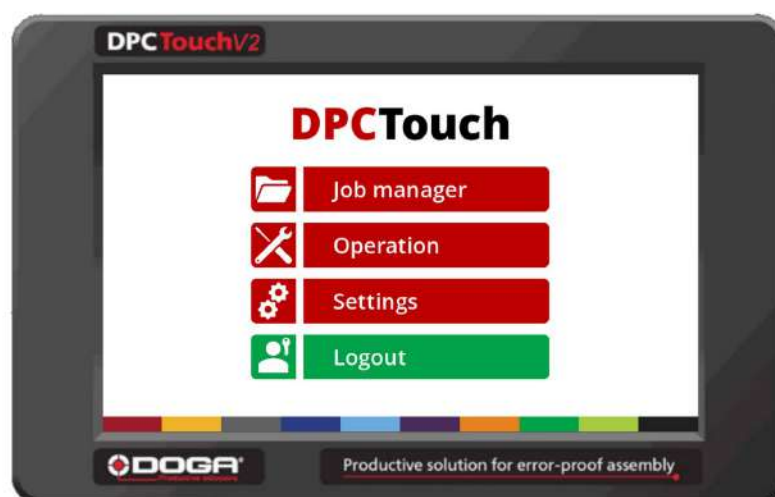 DPCTouchV2
DPCTouch
Job manager
Operation
Settings
Logout
DOGA
Productive solutions
Productive solution for error-proof assembly